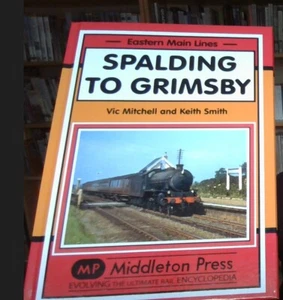 Eastern Main Lines
SPALDING
TO GRIMSBY
Vic Mitchell and Keith Smith
MP Middleton Press
EVOLVING THE ULTIMATE RAIL ENCYCLOPEDIA